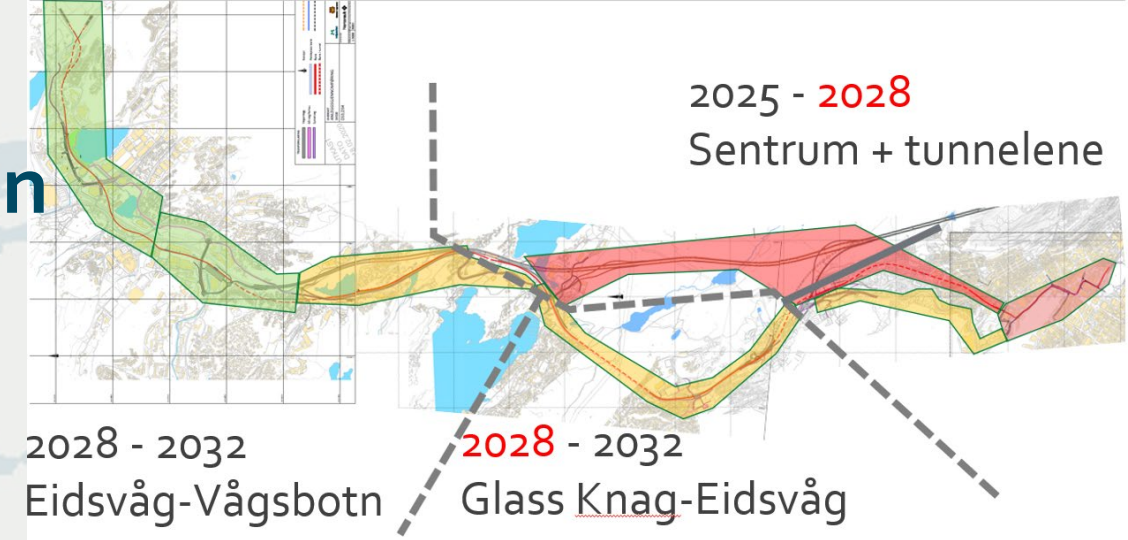 n
2025 - 2028
Sentrum + tunnelene
2028 - 2032
Eidsvåg-Vågsbotn
2028 - 2032
Glass Knag-Eidsvåg